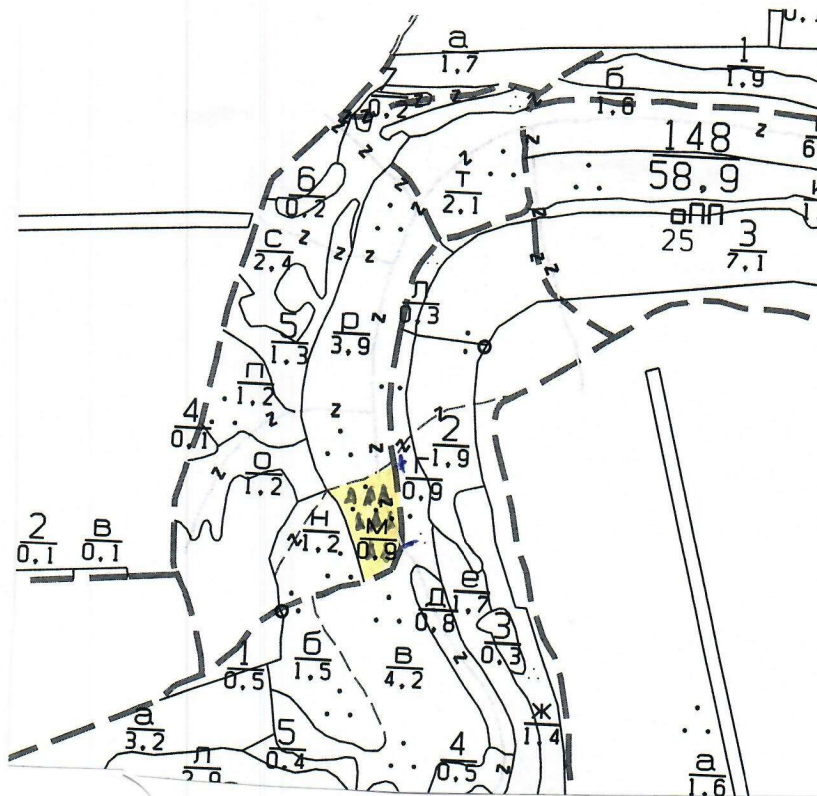 а
1,7
1
1,9
б
1,6
0,2
148
58,9
т
2,1
6
0,2
25
З
7,1
с
2,4
Л
0,3
5
1,3
р
3,9
п
1,2
4
0,1
2
1,9
о
1,2
г
0,9
н
1,2
м
0,9
2
0,1
в
0,1
е
1,7
д
0,8
3
0,3
1
0,5
б
1,5
в
4,2
ж
1,4
а
3,2
5
0,4
4
0,5
л
а
1,6